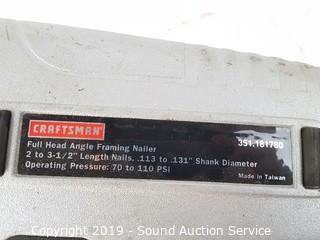 CRAFTSMAN
Full Head Angle Framing Nailer 351.181780
2 to 3-1/2" Length Nails. .113 to .131" Shank Diameter
Operating Pressure: 70 to 110 PSI
Made in Taiwan
Copyright 2019 - Sound Auction Service